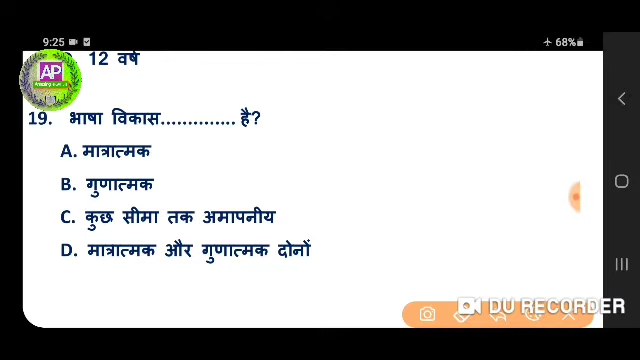 9:25 68%
12 वर्ष
AP
19. भाषा विकास.............. है?
A. मात्रात्मक
B. गुणात्मक
C. कुछ सीमा तक अमापनीय
D. मात्रात्मक और गुणात्मक दोनों
DU RECORDER